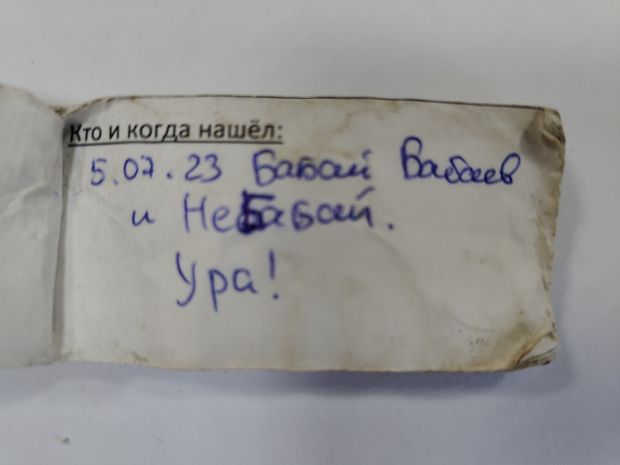 Кто и когда нашёл:
5.07.23 Бабай Бабаев
и НеБабай.
Ура!